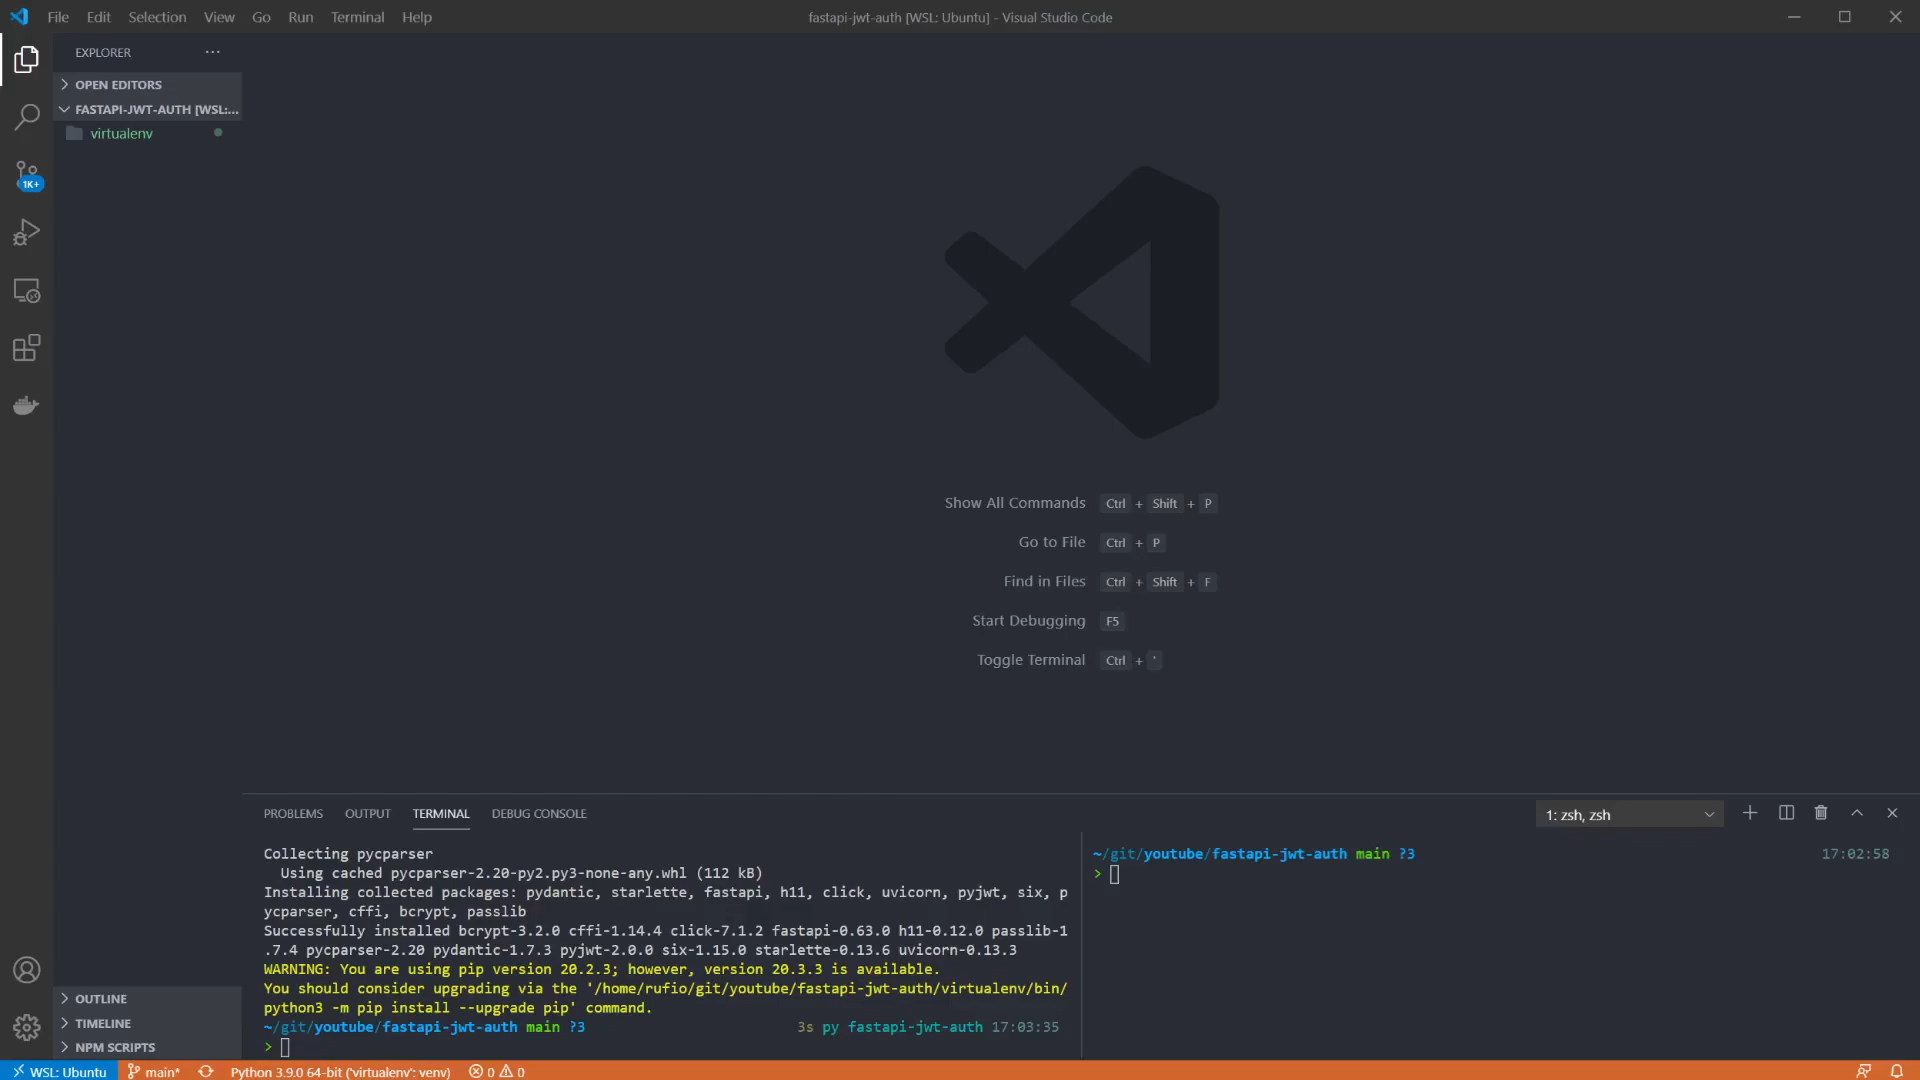 File Edit Selection View Go Run Terminal Help
fastapi-jwt-auth [WSL: Ubuntu] - Visual Studio Code
EXPLORER
OPEN EDITORS
FASTAPI-JWT-AUTH [WSL:...
virtualenv
1K+
Show All Commands Ctrl + Shift + P
Go to File Ctrl + P
Find in Files Ctrl + Shift + F
Start Debugging F5
Toggle Terminal Ctrl + '
PROBLEMS OUTPUT TERMINAL DEBUG CONSOLE
1: zsh, zsh
Collecting pycparser
Using cached pycparser-2.20-py2.py3-none-any.whl (112 kB)
Installing collected packages: pydantic, starlette, fastapi, h11, click, uvicorn, pyjwt, six, p
ycparser, cffi, bcrypt, passlib
Successfully installed bcrypt-3.2.0 cffi-1.14.4 click-7.1.2 fastapi-0.63.0 h11-0.12.0 passlib-1
.7.4 pycparser-2.20 pydantic-1.7.3 pyjwt-2.0.0 six-1.15.0 starlette-0.13.6 uvicorn-0.13.3
WARNING: You are using pip version 20.2.3; however, version 20.3.3 is available.
You should consider upgrading via the '/home/rufio/git/youtube/fastapi-jwt-auth/virtualenv/bin/
python3 -m pip install --upgrade pip' command.
~/git/youtube/fastapi-jwt-auth main ?3 3s py fastapi-jwt-auth 17:03:35
>
~/git/youtube/fastapi-jwt-auth main ?3 17:02:58
>
OUTLINE
TIMELINE
NPM SCRIPTS
WSL: Ubuntu main* Python 3.9.0 64-bit ('virtualenv': venv) 0 0